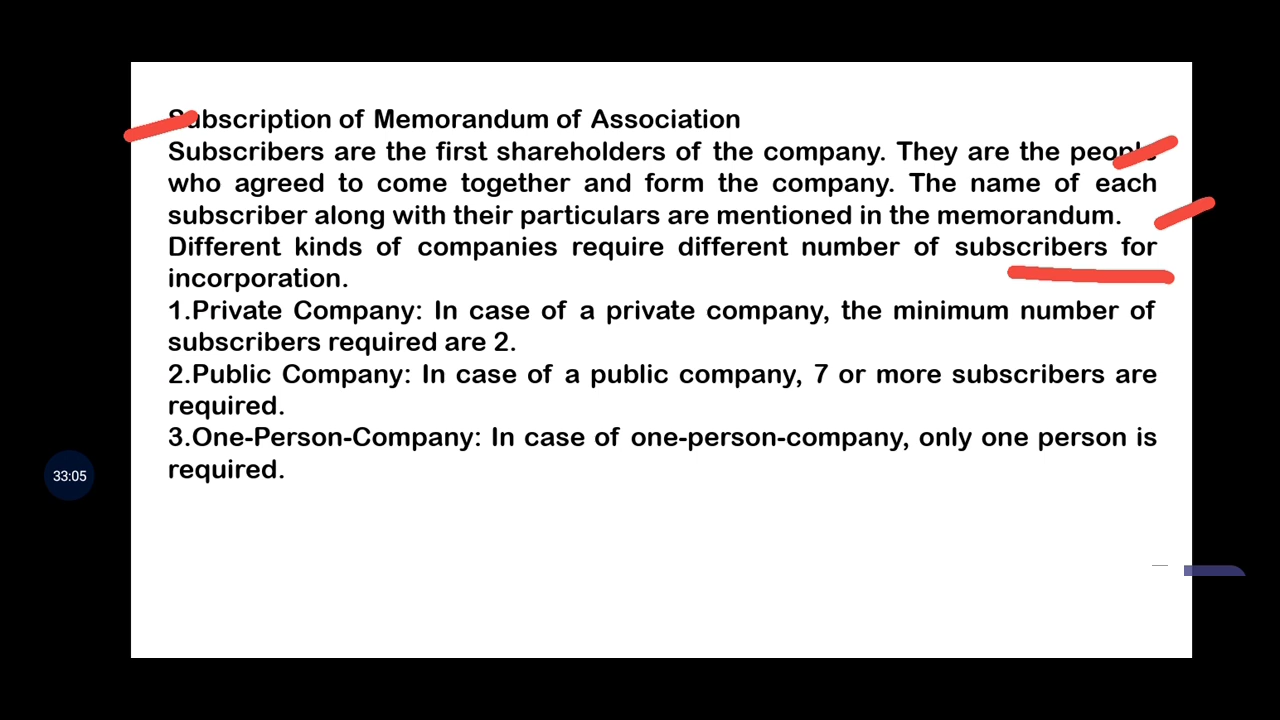 Subscription of Memorandum of Association
Subscribers are the first shareholders of the company. They are the people
who agreed to come together and form the company. The name of each
subscriber along with their particulars are mentioned in the memorandum.
Different kinds of companies require different number of subscribers for
incorporation.
1.Private Company: In case of a private company, the minimum number of
subscribers required are 2.
2.Public Company: In case of a public company, 7 or more subscribers are
required.
3.One-Person-Company: In case of one-person-company, only one person is
required.
33:05